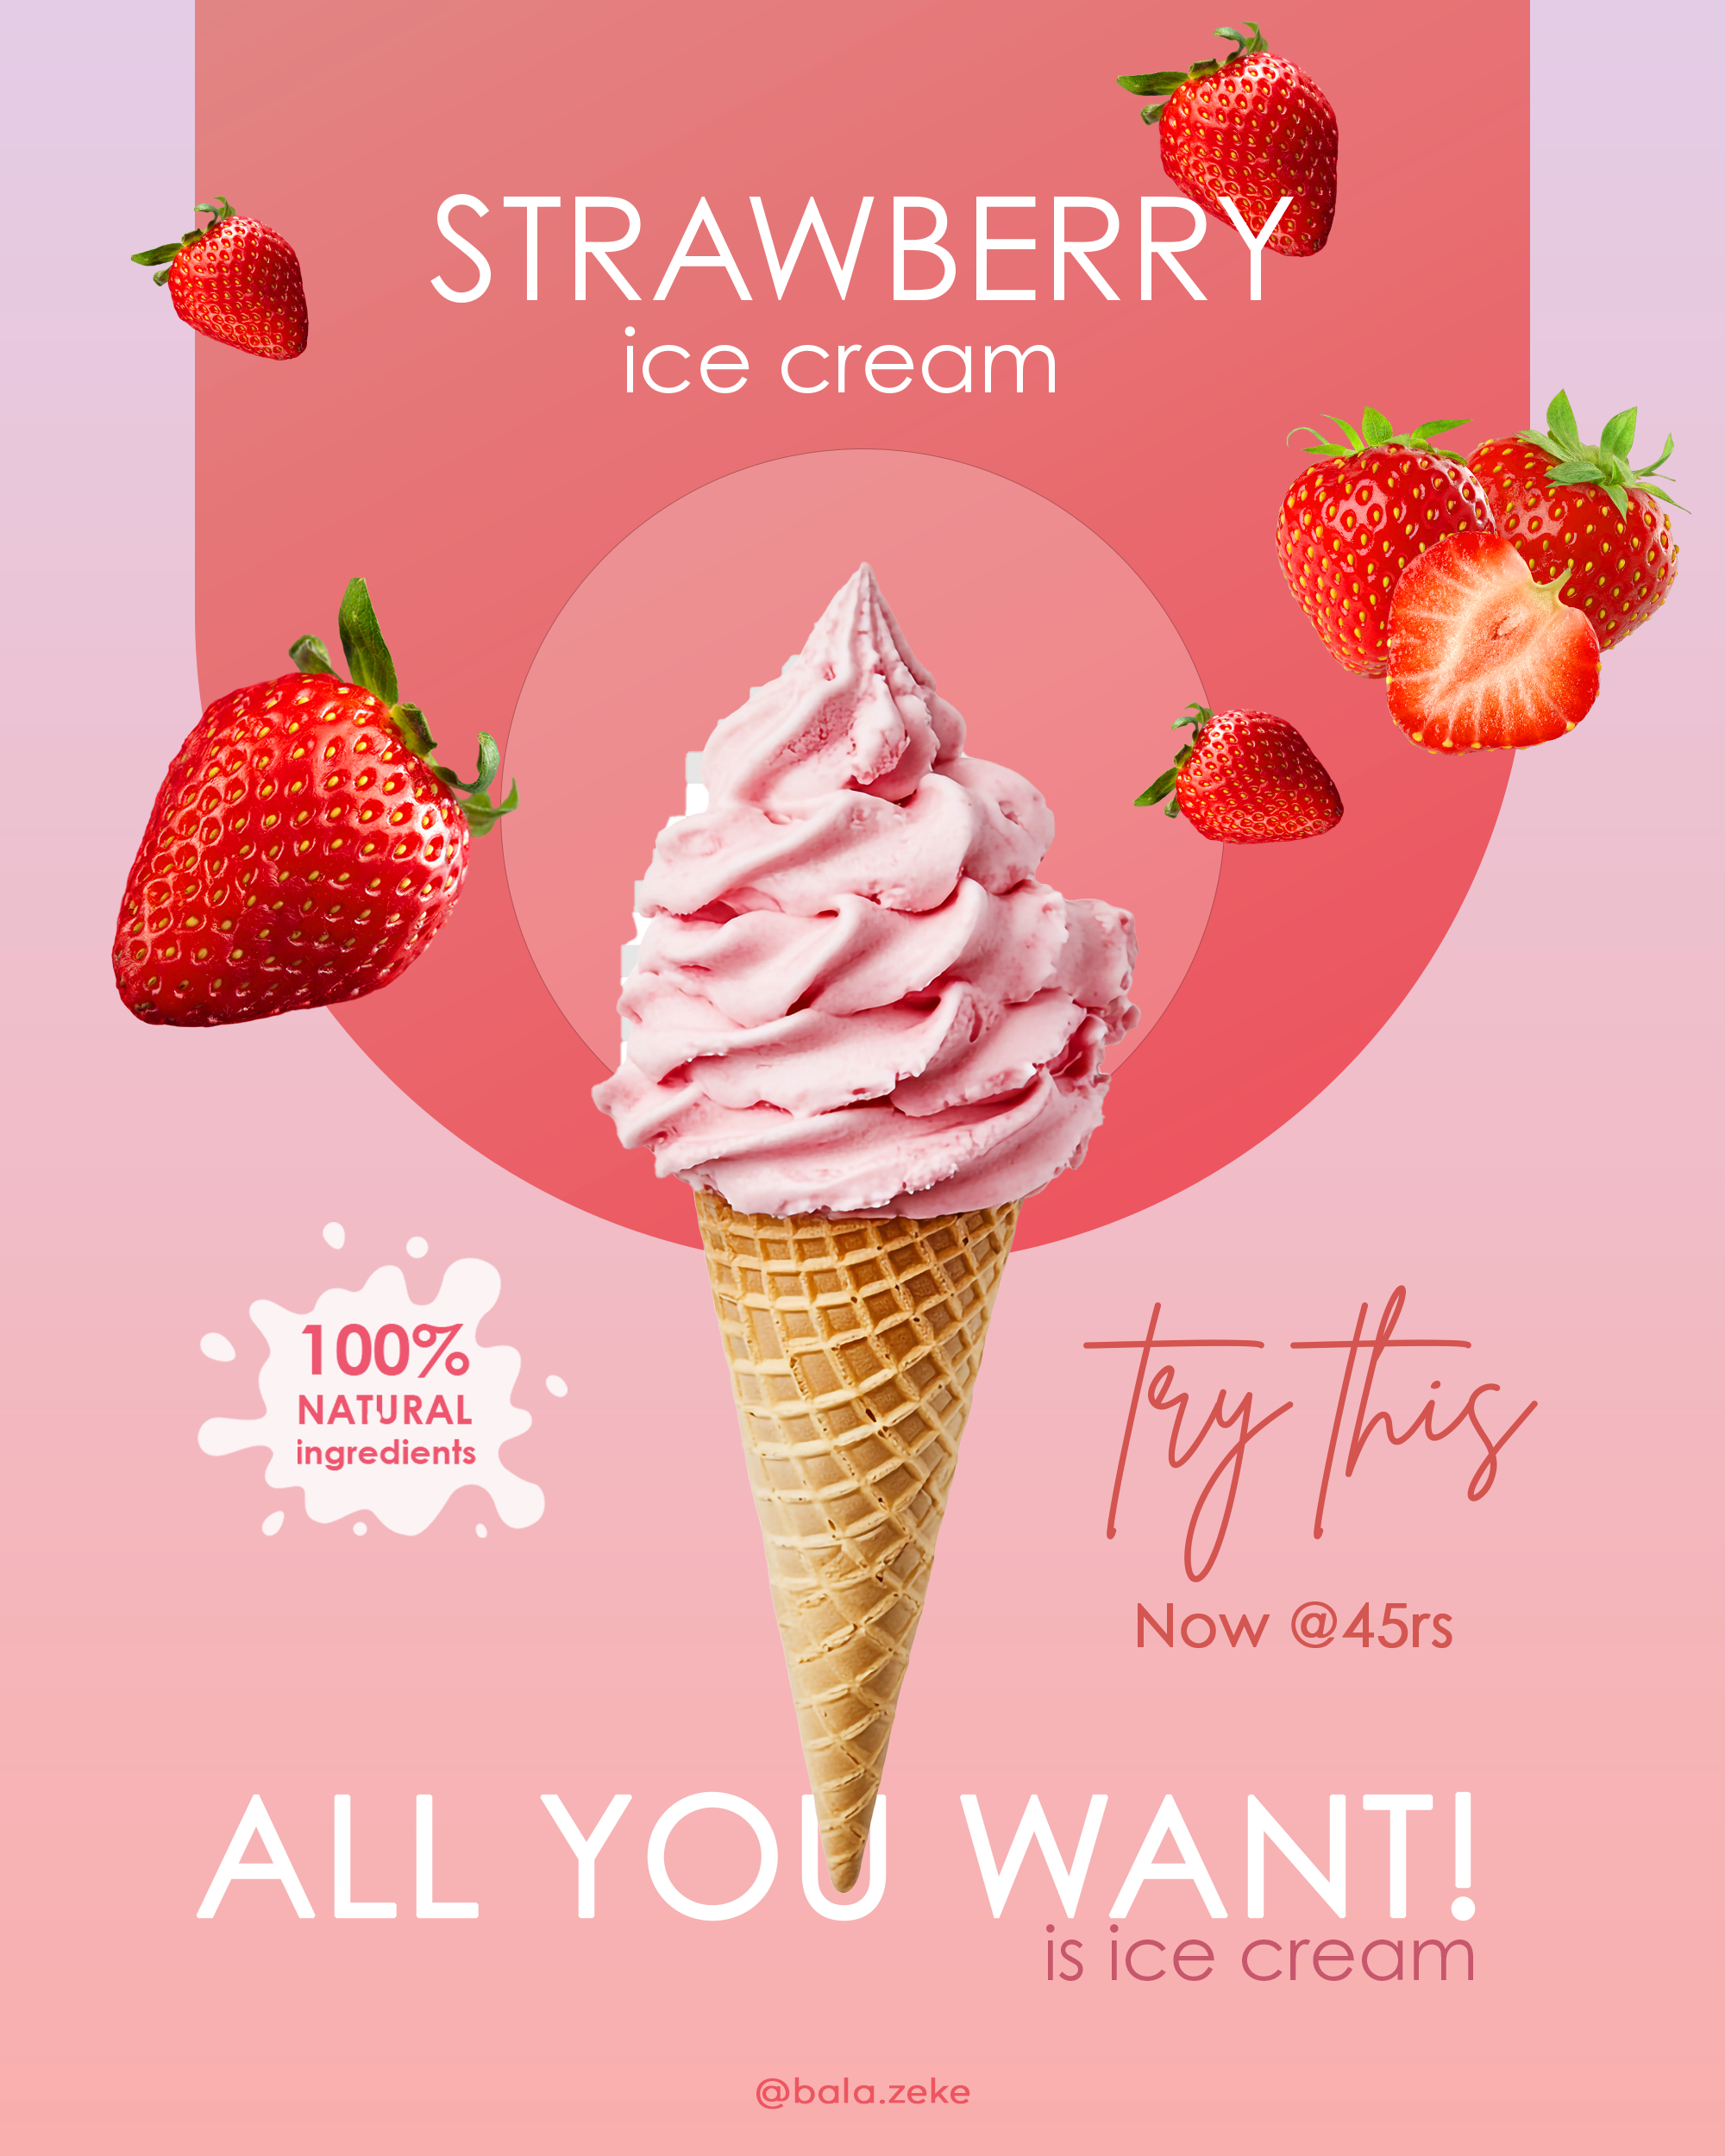 STRAWBERRY
ice cream
100%
NATURAL
ingredients
try this
Now @45rs
ALL YOU WANT!
is ice cream
@bala.zeke